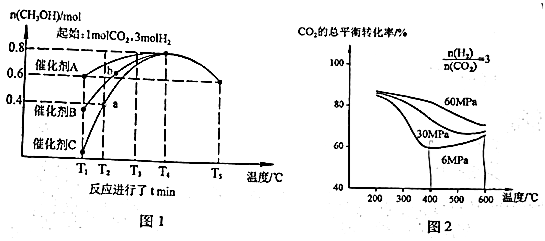 n(CH₃OH)/mol
起始:1molCO₂,3molH₂
0.8
催化剂A
0.6
b
0.4
a
催化剂B
催化剂C
T₁ T₂ T₃ T₄ T₅ 温度/℃
反应进行了 t min
图1
CO₂的总平衡转化率/%
n(H₂)
n(CO₂) =3
100
80
60
40
60MPa
30MPa
6MPa
200 300 400 500 600 温度/℃
图2